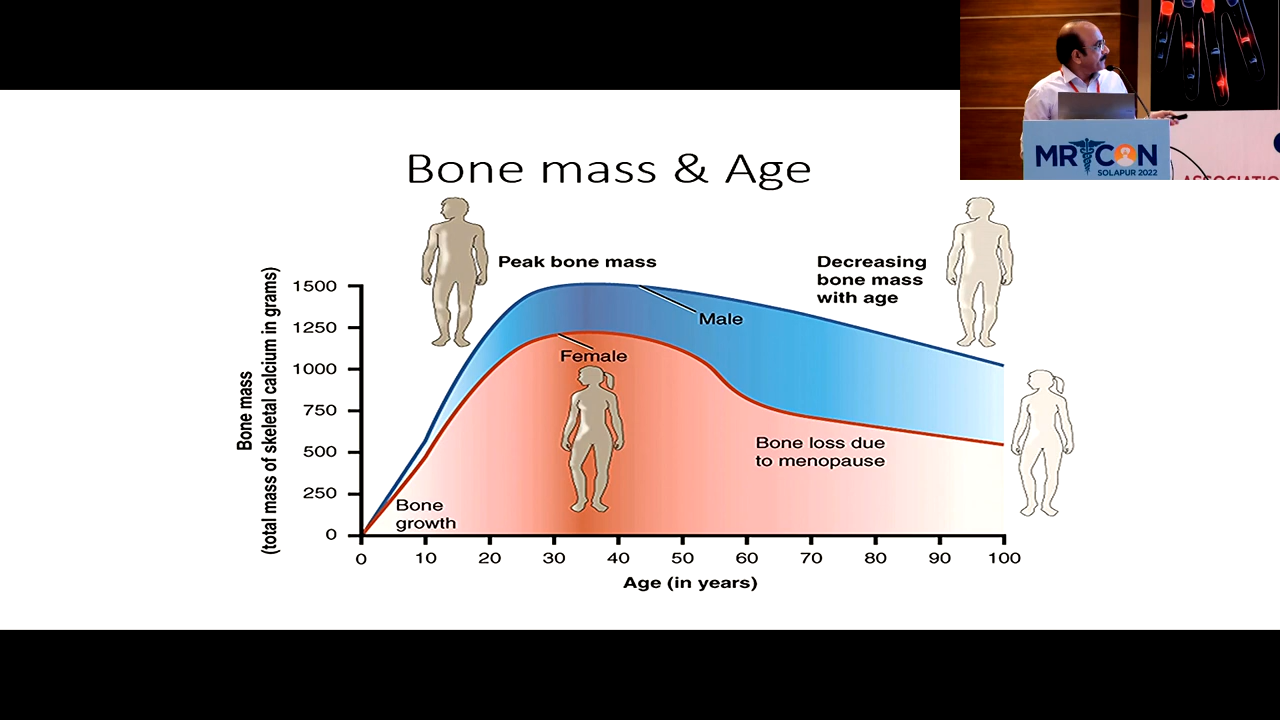 Bone mass & Age
MRCON
SOLAPUR 2022
Peak bone mass
Decreasing
bone mass
with age
Male
Female
Bone loss due
to menopause
Bone
growth
Bone mass
(total mass of skeletal calcium in grams)
1500
1250
1000
750
500
250
0
0 10 20 30 40 50 60 70 80 90 100
Age (in years)